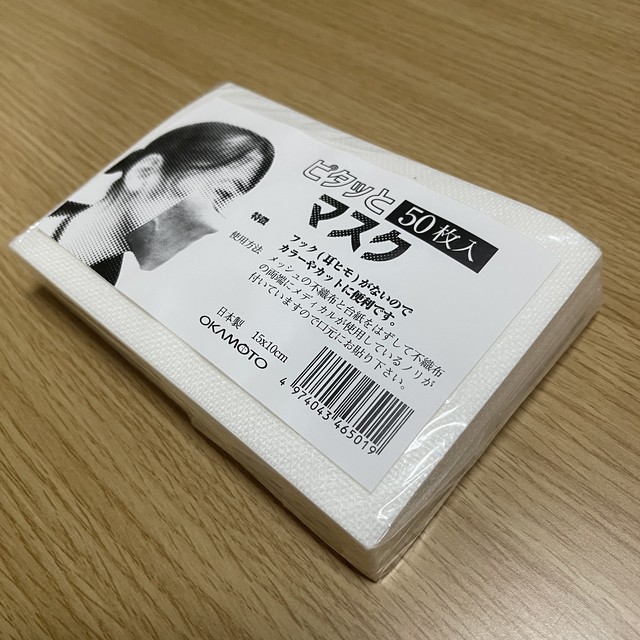 ピタッと
マスク
50枚入
特徴
フック（耳ヒモ）がないので
カラーやカットに便利です。
使用方法
メッシュの不織布と台紙をはずして不織布
の両端にメディカルが使用しているノリが
付いていますので口元にお貼り下さい。
日本製 15x10cm
OKAMOTO
4 974043 465019